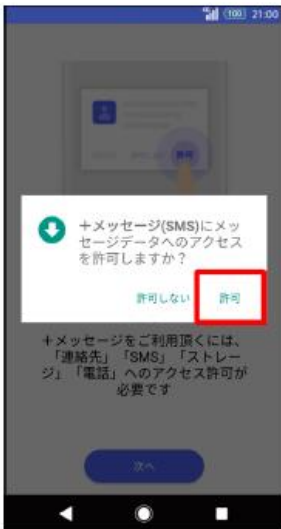 100 21:00
許可
＋メッセージ(SMS)にメッ
セージデータへのアクセス
を許可しますか？
許可しない 許可
＋メッセージをご利用頂くには、
「連絡先」「SMS」「ストレー
ジ」「電話」へのアクセス許可が
必要です
次へ